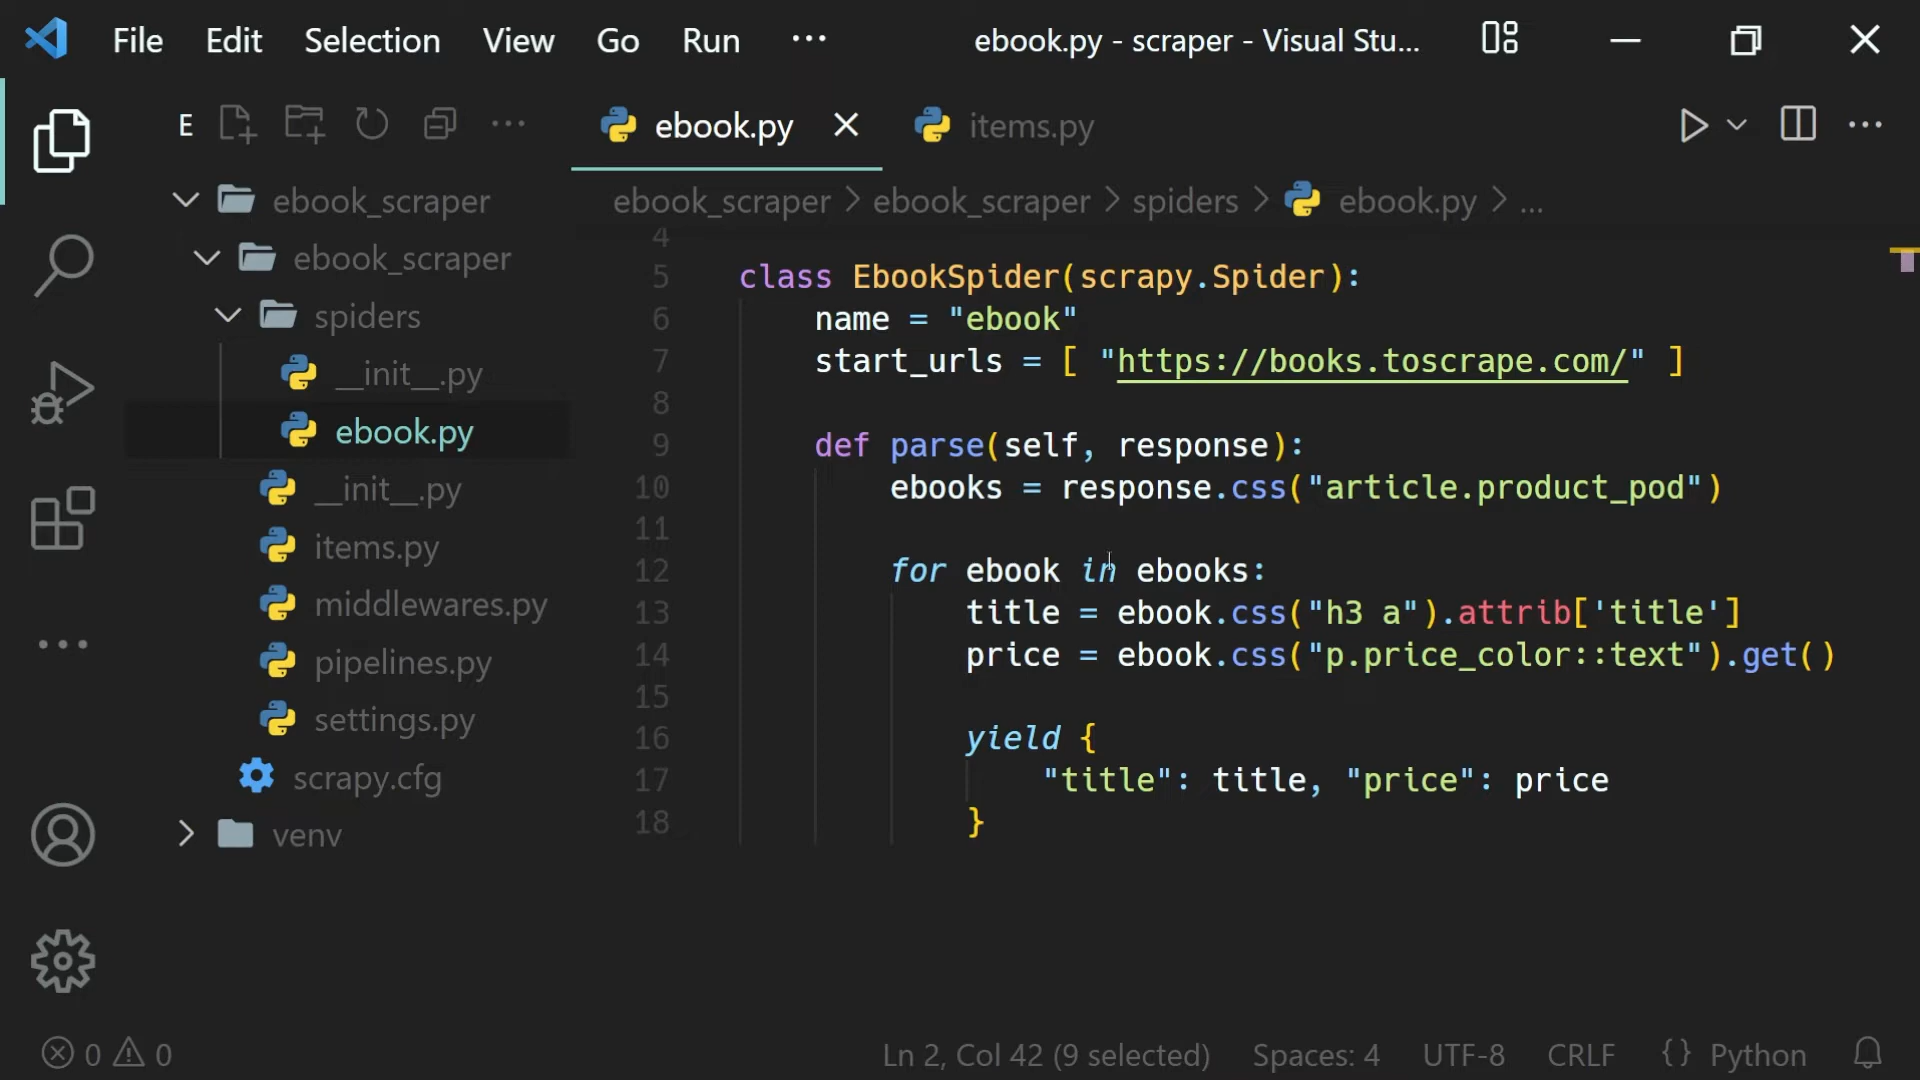 File Edit Selection View Go Run ··· ebook.py - scraper - Visual Stu...
E ··· ebook.py items.py ···
ebook_scraper > ebook_scraper > spiders > ebook.py > ...
ebook_scraper
ebook_scraper
spiders
__init__.py
ebook.py
__init__.py
items.py
middlewares.py
pipelines.py
settings.py
scrapy.cfg
venv
4
5 class EbookSpider(scrapy.Spider):
6 name = "ebook"
7 start_urls = [ "https://books.toscrape.com/" ]
8
9 def parse(self, response):
10 ebooks = response.css("article.product_pod")
11
12 for ebook in ebooks:
13 title = ebook.css("h3 a").attrib['title']
14 price = ebook.css("p.price_color::text").get()
15
16 yield {
17 "title": title, "price": price
18 }
0 0 Ln 2, Col 42 (9 selected) Spaces: 4 UTF-8 CRLF {} Python